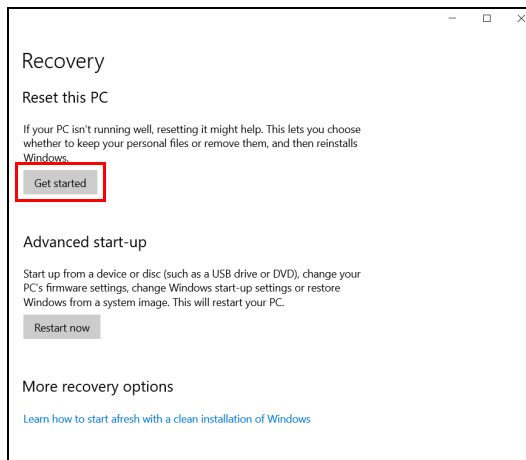 Recovery
Reset this PC
If your PC isn't running well, resetting it might help. This lets you choose
whether to keep your personal files or remove them, and then reinstalls
Windows.
Get started
Advanced start-up
Start up from a device or disc (such as a USB drive or DVD), change your
PC's firmware settings, change Windows start-up settings or restore
Windows from a system image. This will restart your PC.
Restart now
More recovery options
Learn how to start afresh with a clean installation of Windows